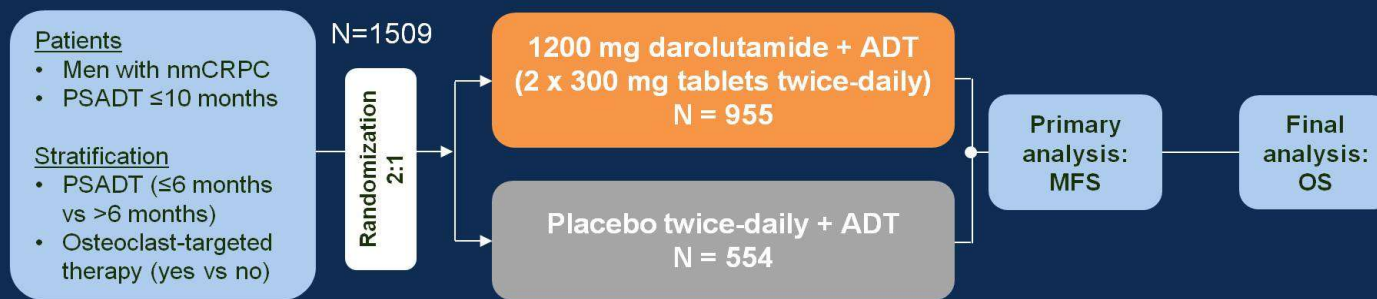 Patients
• Men with nmCRPC
• PSADT ≤10 months
Stratification
• PSADT (≤6 months
vs >6 months)
• Osteoclast-targeted
therapy (yes vs no)
N=1509
Randomization
2:1
1200 mg darolutamide + ADT
(2 x 300 mg tablets twice-daily)
N = 955
Placebo twice-daily + ADT
N = 554
Primary
analysis:
MFS
Final
analysis:
OS